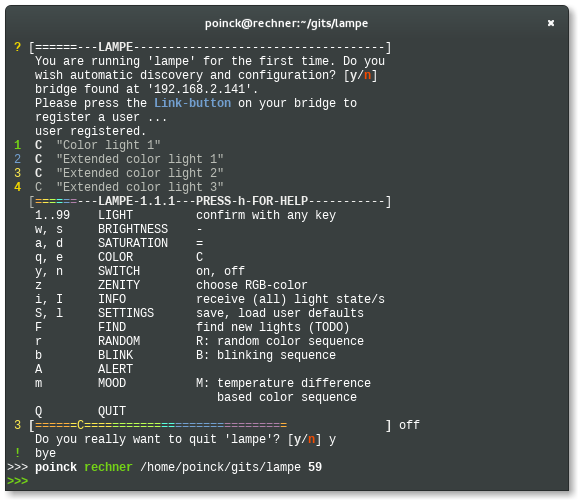 poinck@rechner:~/gits/lampe ×
? [======---LAMPE------------------------------------]
You are running 'lampe' for the first time. Do you
wish automatic discovery and configuration? [y/n]
bridge found at '192.168.2.141'.
Please press the Link-button on your bridge to
register a user ...
user registered.
1 C "Color light 1"
2 C "Extended color light 1"
3 C "Extended color light 2"
4 C "Extended color light 3"
[======---LAMPE-1.1.1---PRESS-h-FOR-HELP-----------]
1..99 LIGHT confirm with any key
w, s BRIGHTNESS -
a, d SATURATION =
q, e COLOR C
y, n SWITCH on, off
z ZENITY choose RGB-color
i, I INFO receive (all) light state/s
S, l SETTINGS save, load user defaults
F FIND find new lights (TODO)
r RANDOM R: random color sequence
b BLINK B: blinking sequence
A ALERT
m MOOD M: temperature difference
based color sequence
Q QUIT
3 [======C============================= ] off
Do you really want to quit 'lampe'? [y/n] y
! bye
>>> poinck rechner /home/poinck/gits/lampe 59
>>>